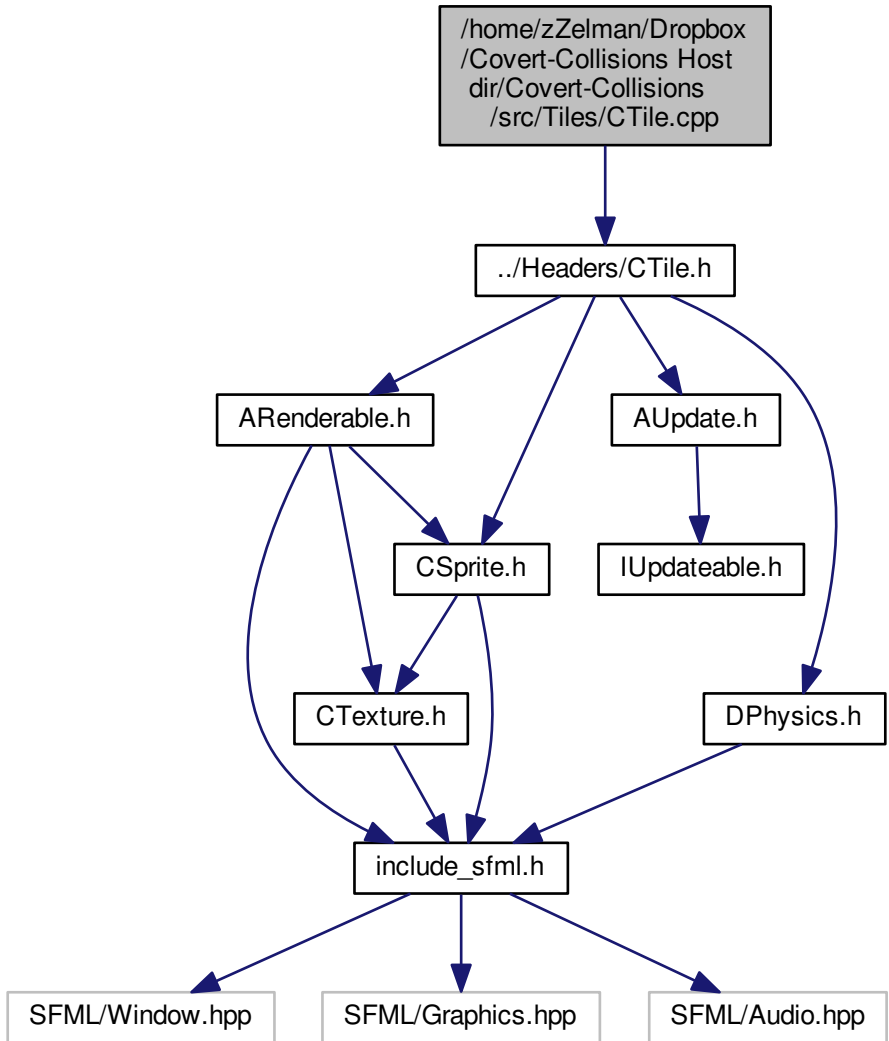 /home/zZelman/Dropbox
/Covert-Collisions Host
dir/Covert-Collisions
/src/Tiles/CTile.cpp
../Headers/CTile.h
ARenderable.h
AUpdate.h
CSprite.h
IUpdateable.h
CTexture.h
DPhysics.h
include_sfml.h
SFML/Window.hpp
SFML/Graphics.hpp
SFML/Audio.hpp